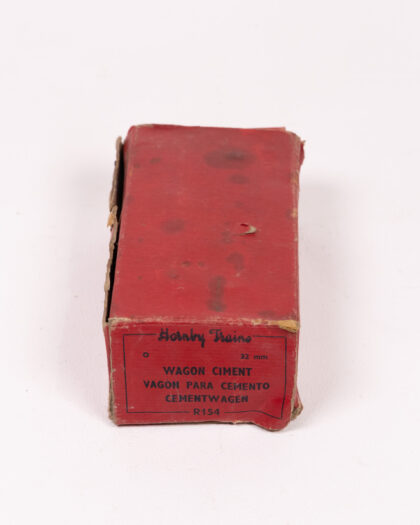 Hornby Trains
O 32 mm
WAGON CIMENT
VAGON PARA CEMENTO
CEMENTWAGEN
R154